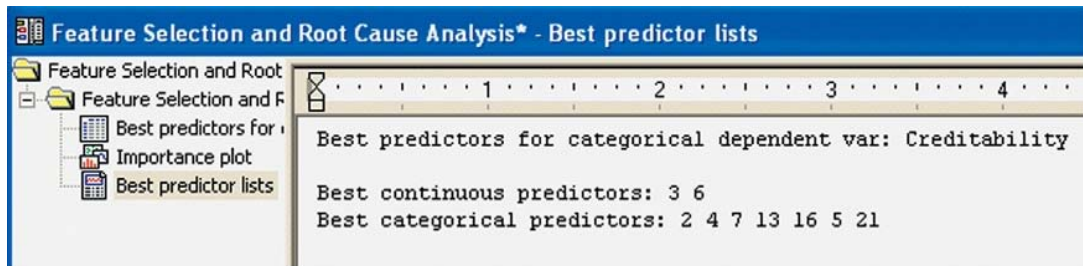 Feature Selection and Root Cause Analysis* - Best predictor lists
Feature Selection and Root
Feature Selection and F
Best predictors for
Importance plot
Best predictor lists
1 2 3 4
Best predictors for categorical dependent var: Creditability
Best continuous predictors: 3 6
Best categorical predictors: 2 4 7 13 16 5 21